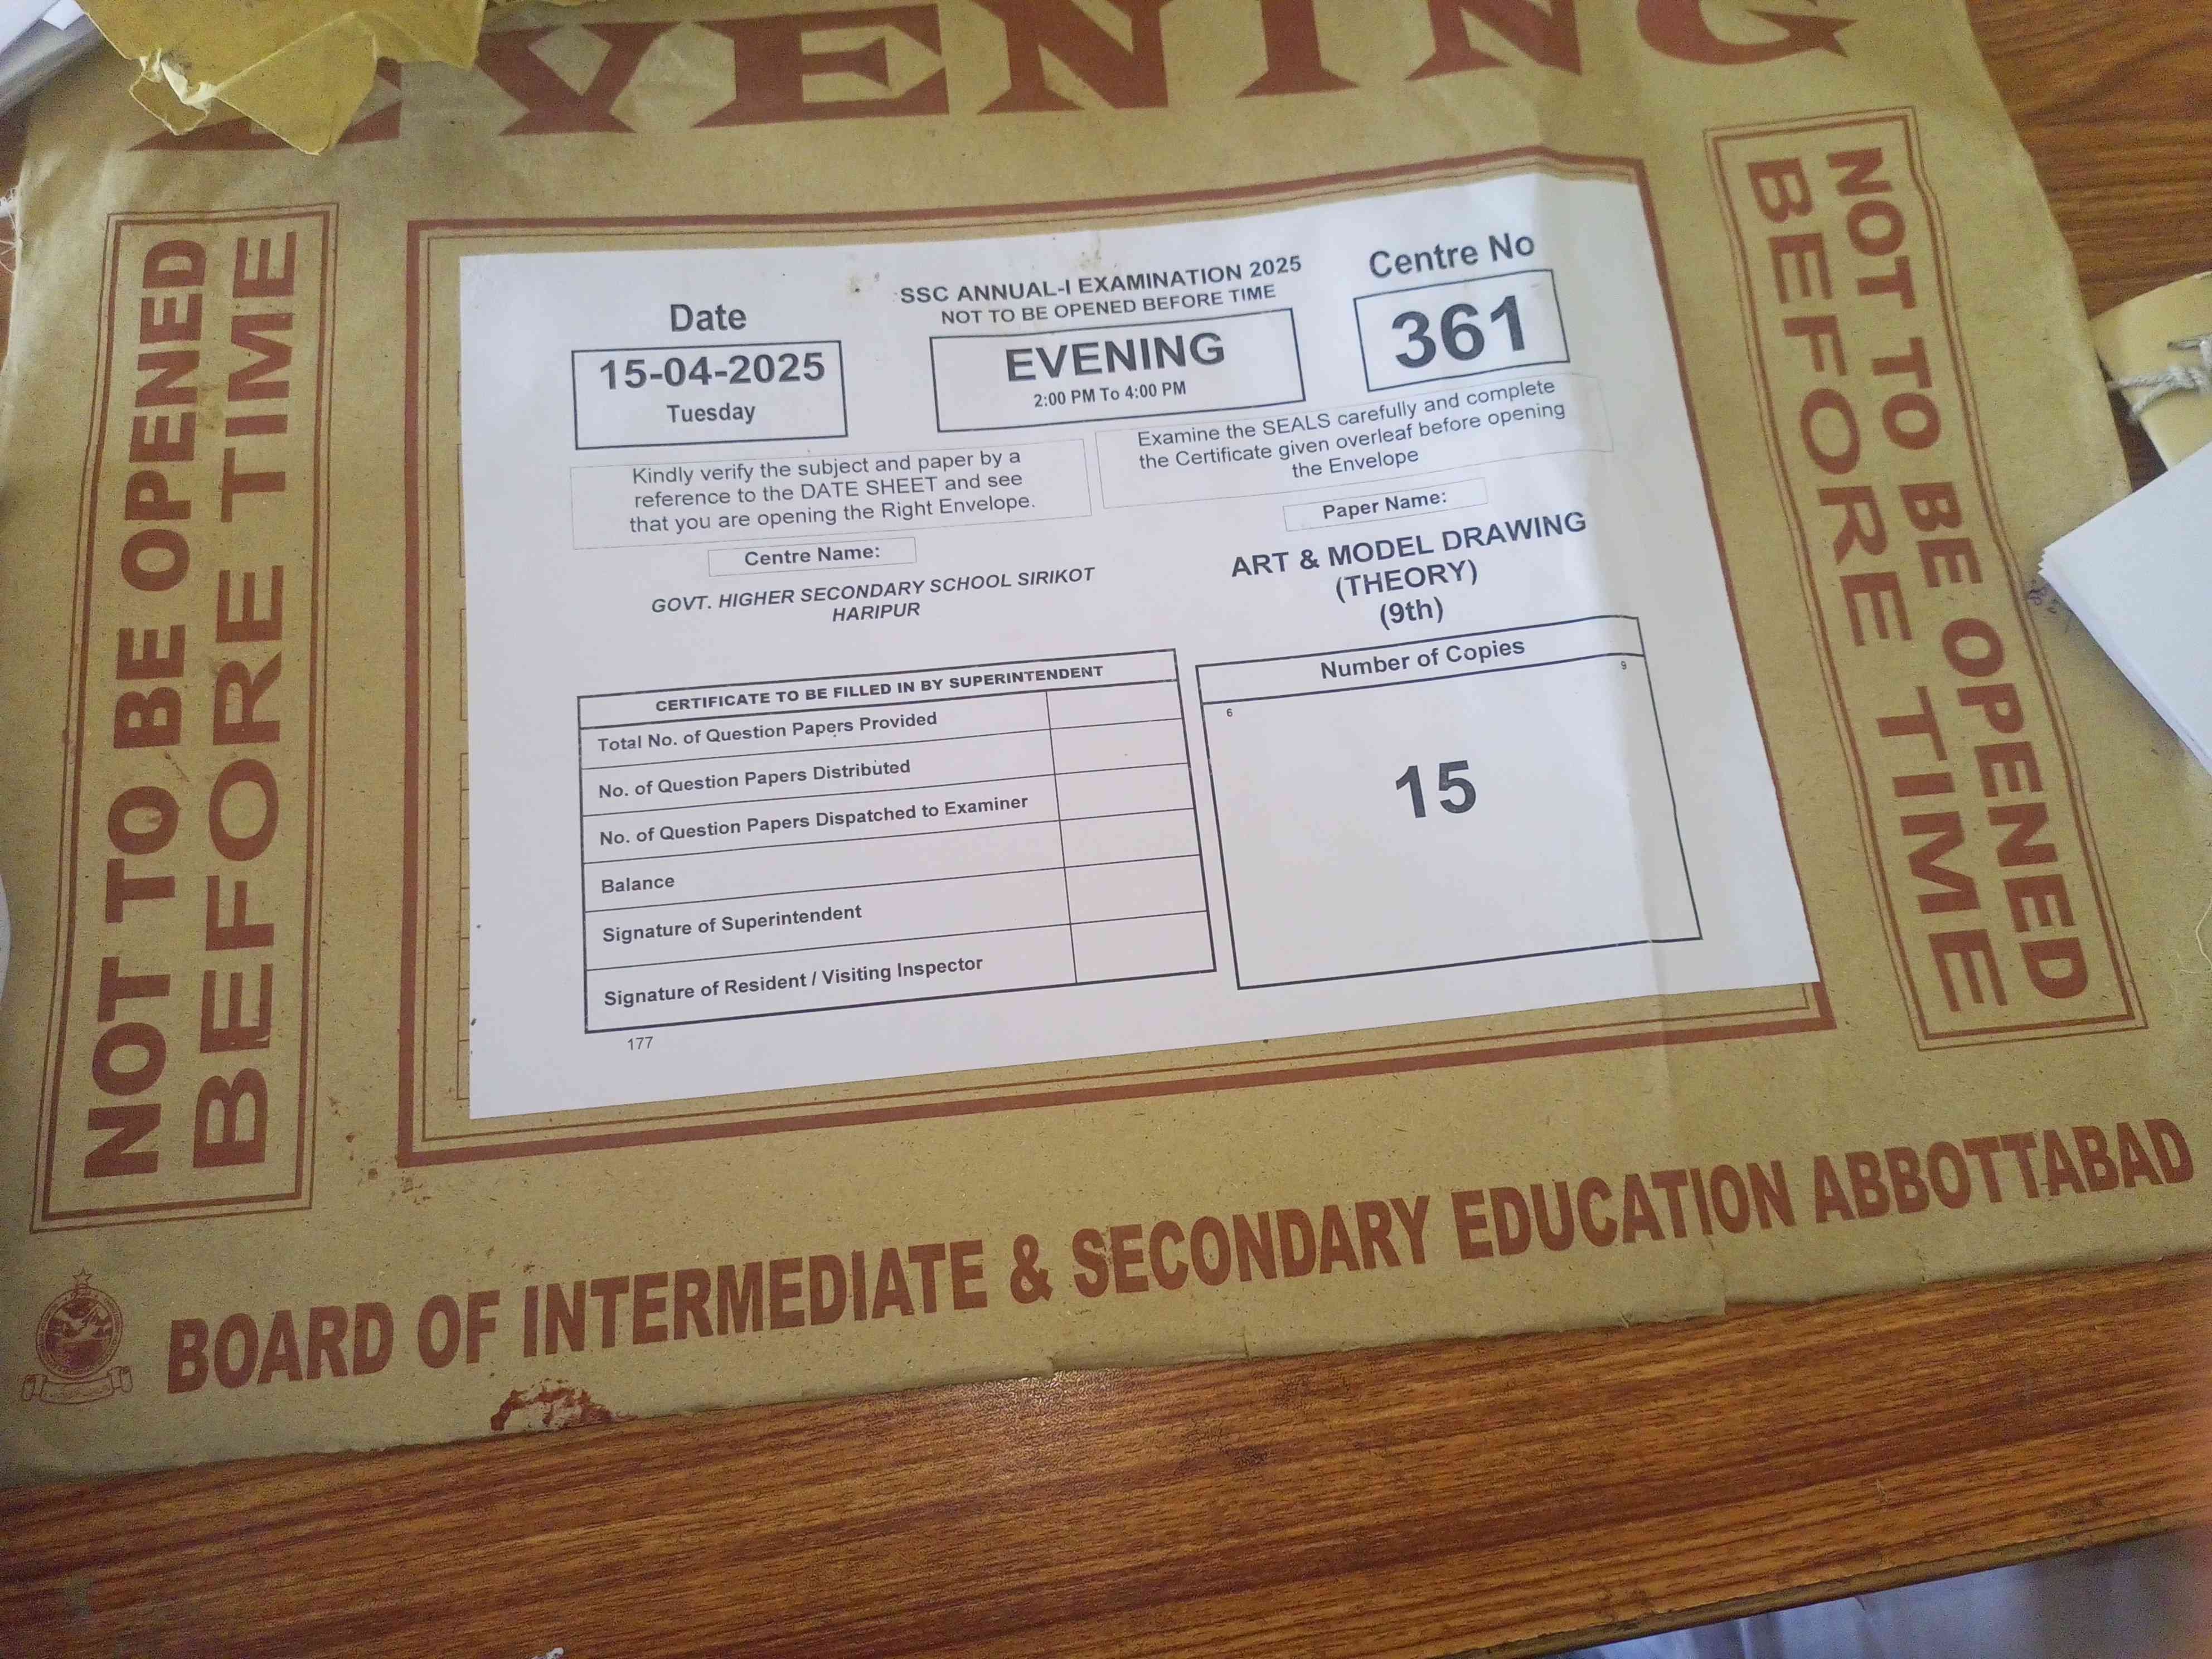 EVENING
NOT TO BE OPENED
BEFORE TIME
NOT TO BE OPENED
BEFORE TIME
SSC ANNUAL-I EXAMINATION 2025
NOT TO BE OPENED BEFORE TIME
Date
15-04-2025
Tuesday
EVENING
2:00 PM To 4:00 PM
Centre No
361
Kindly verify the subject and paper by a
reference to the DATE SHEET and see
that you are opening the Right Envelope.
Examine the SEALS carefully and complete
the Certificate given overleaf before opening
the Envelope
Centre Name:
GOVT. HIGHER SECONDARY SCHOOL SIRIKOT
HARIPUR
Paper Name:
ART & MODEL DRAWING
(THEORY)
(9th)
CERTIFICATE TO BE FILLED IN BY SUPERINTENDENT
Total No. of Question Papers Provided
No. of Question Papers Distributed
No. of Question Papers Dispatched to Examiner
Balance
Signature of Superintendent
Signature of Resident / Visiting Inspector
Number of Copies
6
9
15
177
BOARD OF INTERMEDIATE & SECONDARY EDUCATION ABBOTTABAD